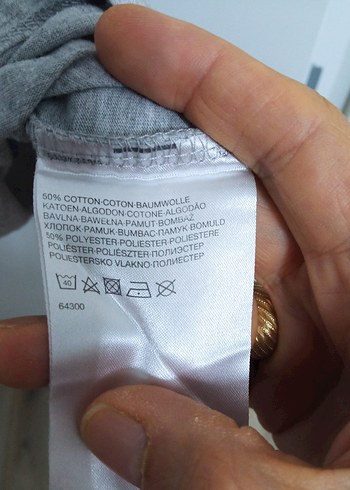 50% COTTON·COTON·BAUMWOLLE
KATOEN·ALGODON·COTONE·ALGODÃO
BAVLNA·BAWEŁNA·PAMUT·BOMBAŽ
ХЛОПОК·PAMUK·BUMBAC·ПАМУК·BOMULD
50% POLYESTER·POLIESTER·POLIESTERE
POLIÉSTER·POLIÉSZTER·ПОЛИЭСТЕР
POLIESTERSKO VLAKNO·ПОЛИЕСТЕР
40
64300